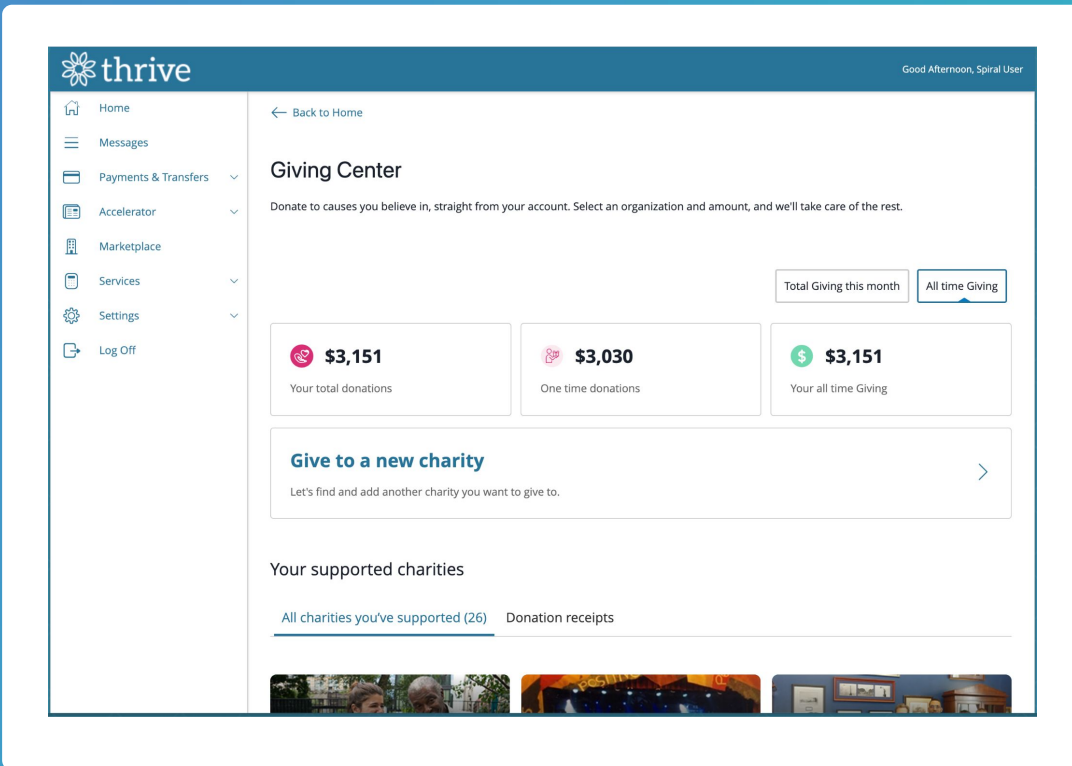 thrive
Good Afternoon, Spiral User
Home
Messages
Payments & Transfers
Accelerator
Marketplace
Services
Settings
Log Off
Back to Home
Giving Center
Donate to causes you believe in, straight from your account. Select an organization and amount, and we'll take care of the rest.
Total Giving this month
All time Giving
$3,151
Your total donations
$3,030
One time donations
$ $3,151
Your all time Giving
Give to a new charity
Let's find and add another charity you want to give to.
Your supported charities
All charities you've supported (26)
Donation receipts